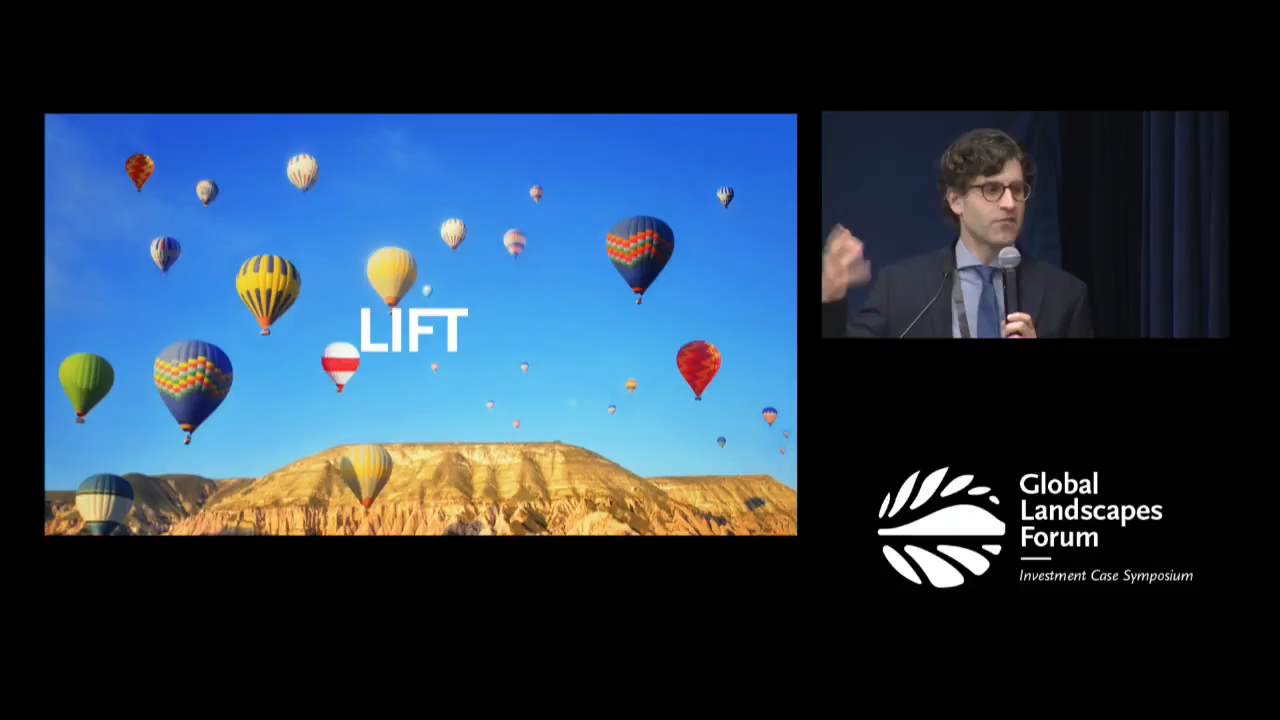 LIFT
Global
Landscapes
Forum
Investment Case Symposium